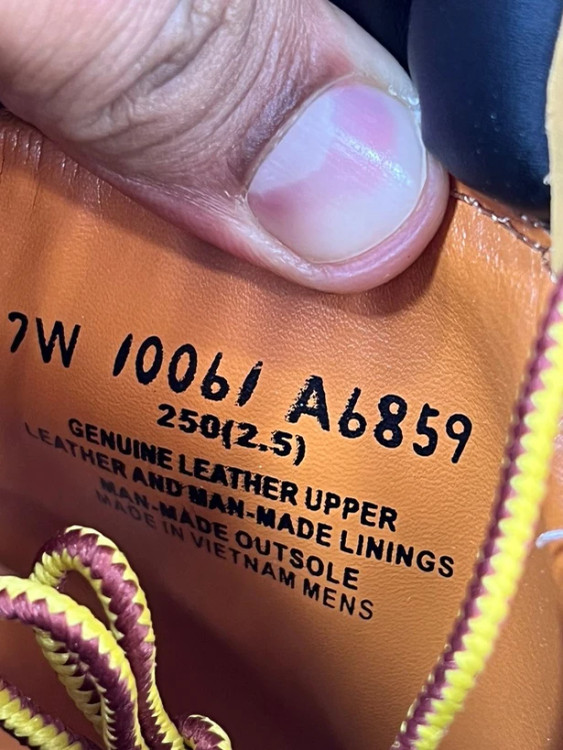 7W 10061 A6859
250(2.5)
GENUINE LEATHER UPPER
LEATHER AND MAN-MADE LININGS
MAN-MADE OUTSOLE
MADE IN VIETNAM MENS